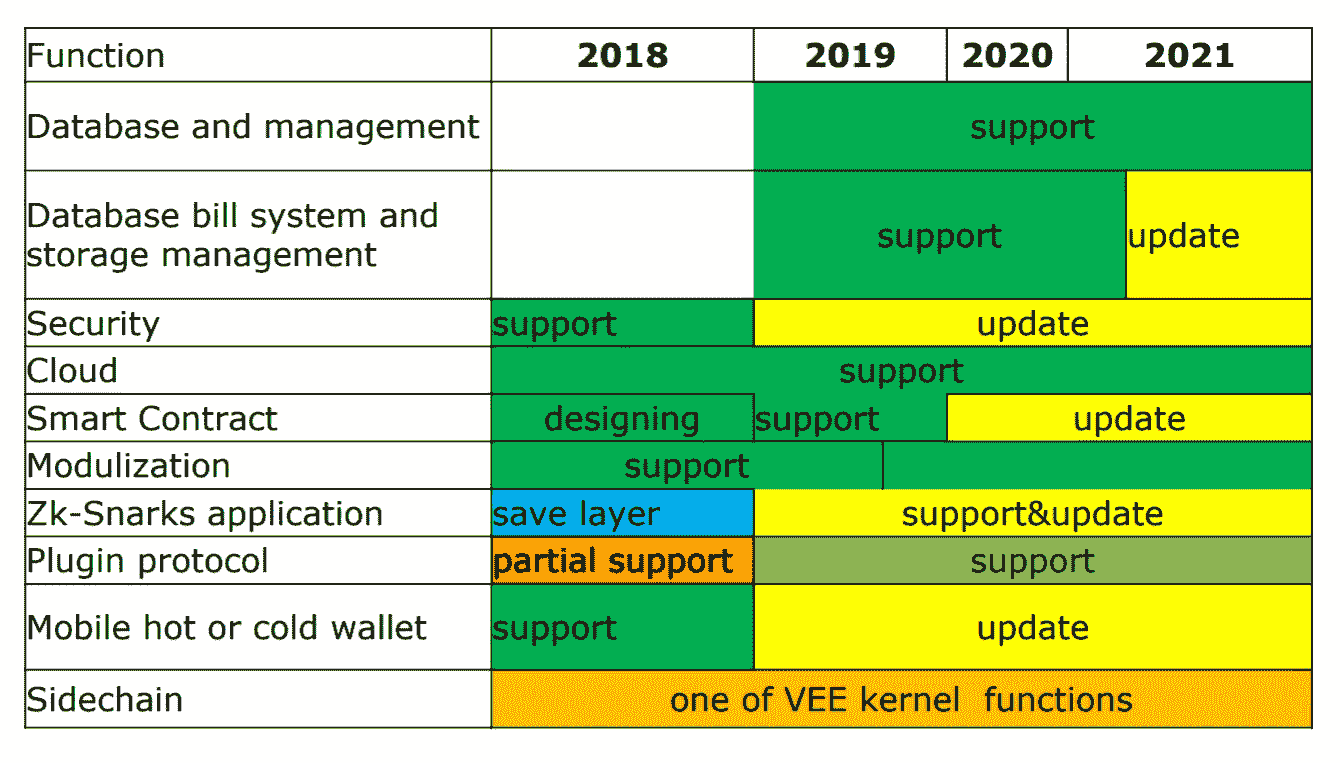 Function 2018 2019 2020 2021
Database and management support
Database bill system and
storage management support update
Security support update
Cloud support
Smart Contract designing support update
Modulization support
Zk-Snarks application save layer support&update
Plugin protocol partial support support
Mobile hot or cold wallet support update
Sidechain one of VEE kernel functions